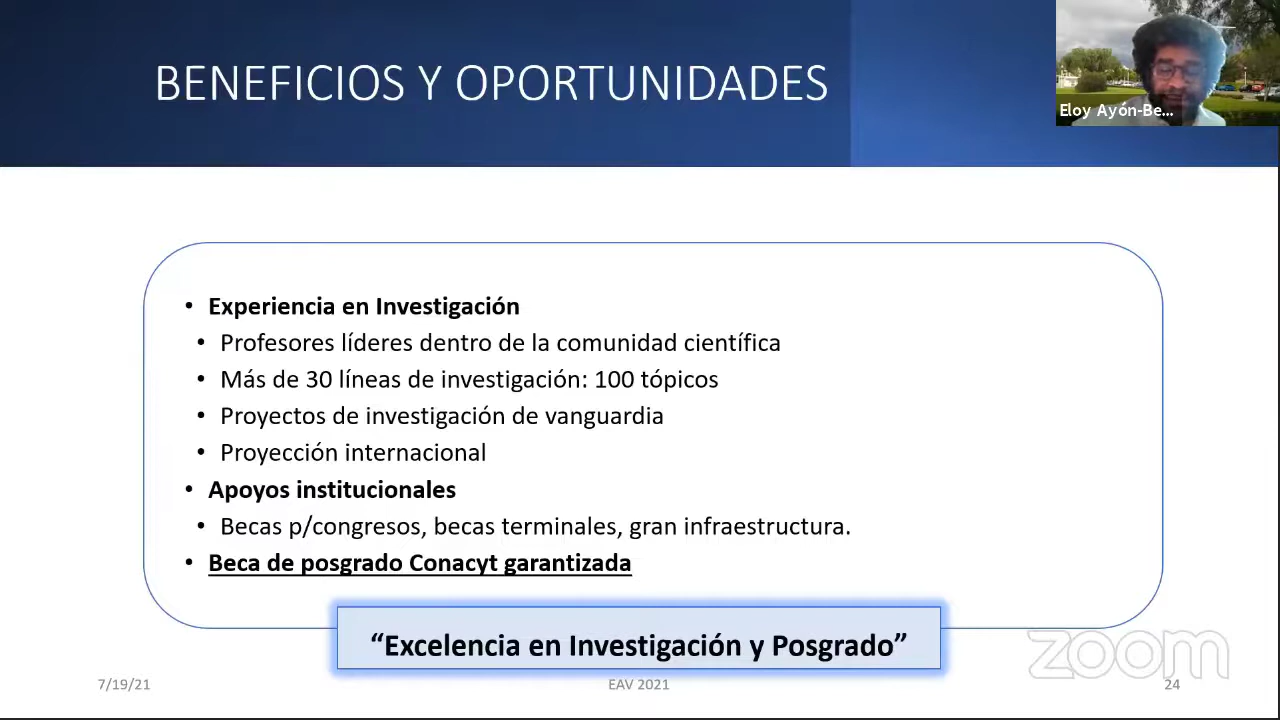 BENEFICIOS Y OPORTUNIDADES
Eloy Ayón-Be...
• Experiencia en Investigación
• Profesores líderes dentro de la comunidad científica
• Más de 30 líneas de investigación: 100 tópicos
• Proyectos de investigación de vanguardia
• Proyección internacional
• Apoyos institucionales
• Becas p/congresos, becas terminales, gran infraestructura.
• Beca de posgrado Conacyt garantizada
“Excelencia en Investigación y Posgrado”
zoom
7/19/21
EAV 2021
24